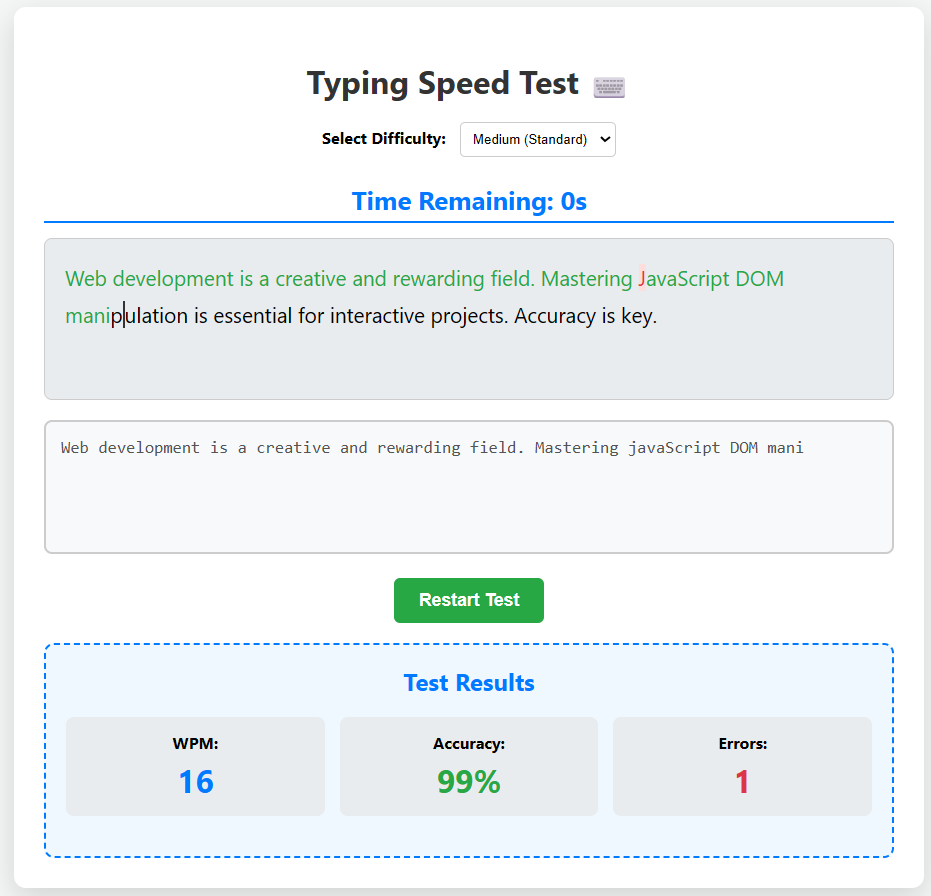 Typing Speed Test
Select Difficulty: Medium (Standard)
Time Remaining: 0s
Web development is a creative and rewarding field. Mastering JavaScript DOM
manipulation is essential for interactive projects. Accuracy is key.
Web development is a creative and rewarding field. Mastering javaScript DOM mani
Restart Test
Test Results
WPM: Accuracy: Errors:
16 99% 1